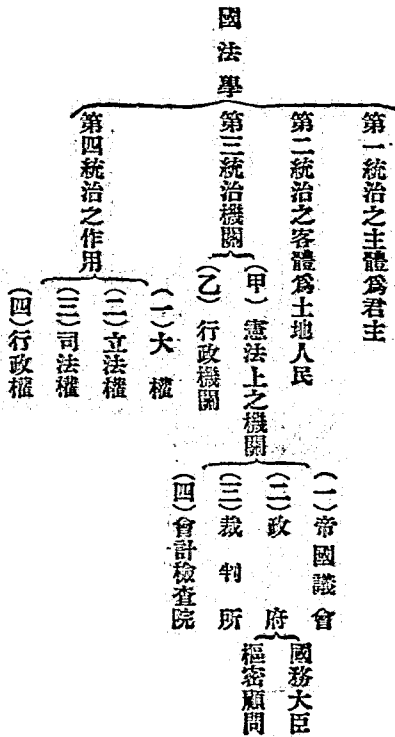 國法學
第一統治之主體爲君主
第二統治之客體爲土地人民
第三統治機關
(甲)憲法上之機關
(一)帝國議會
(二)政府
國務大臣
樞密顧問
(三)裁判所
(四)會計檢查院
(乙)行政機關
第四統治之作用
(一)大權
(二)立法權
(三)司法權
(四)行政權